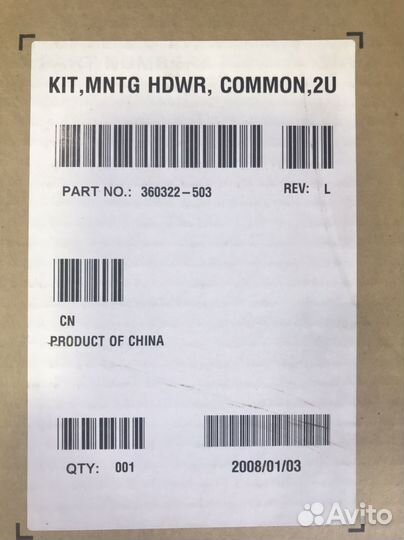 KIT,MNTG HDWR, COMMON,2U
PART NO.: 360322-503
REV: L
CN
PRODUCT OF CHINA
QTY: 001
2008/01/03
Avito